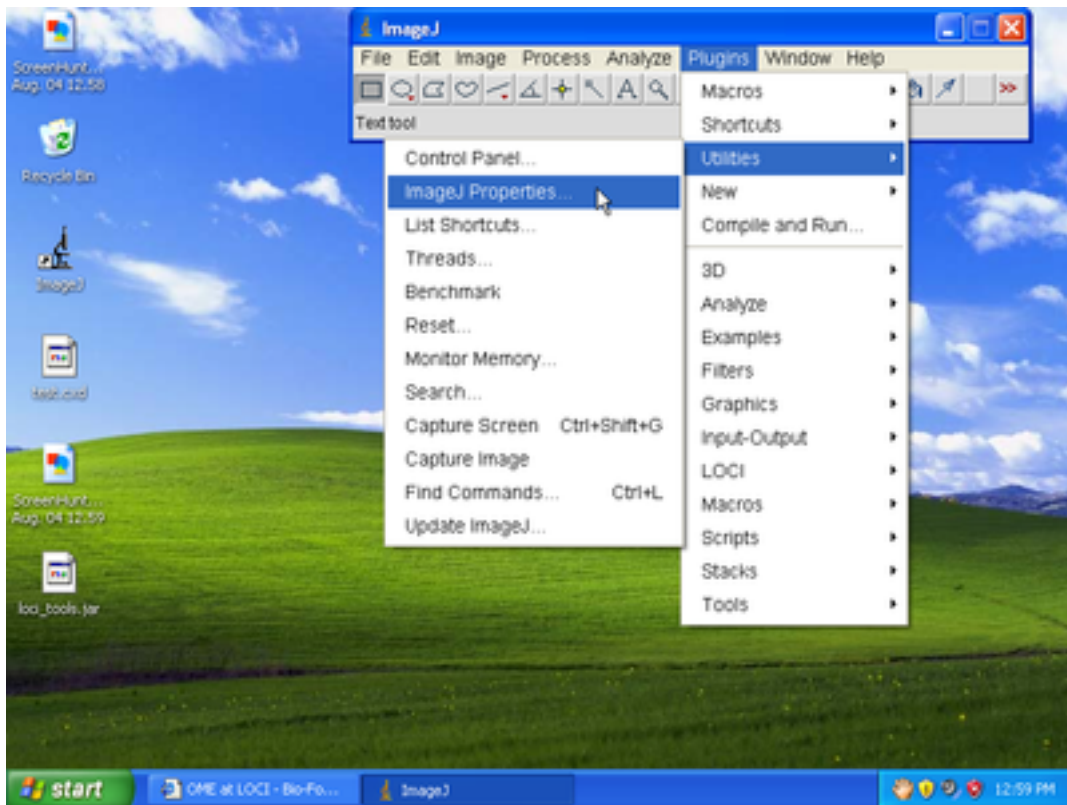 ScreenHunt...
Aug. 04 12.58
Recycle Bin
ImageJ
test.cxd
ScreenHunt...
Aug. 04 12.59
loci_tools.jar
ImageJ
File Edit Image Process Analyze Plugins Window Help
A >>
Text tool
Macros
Shortcuts
Utilities
New
Compile and Run...
3D
Analyze
Examples
Filters
Graphics
Input-Output
LOCI
Macros
Scripts
Stacks
Tools
Control Panel...
ImageJ Properties...
List Shortcuts...
Threads...
Benchmark
Reset...
Monitor Memory...
Search...
Capture Screen Ctrl+Shift+G
Capture Image
Find Commands... Ctrl+L
Update ImageJ...
start OME at LOCI - Bio-Fo... ImageJ 12:59 PM